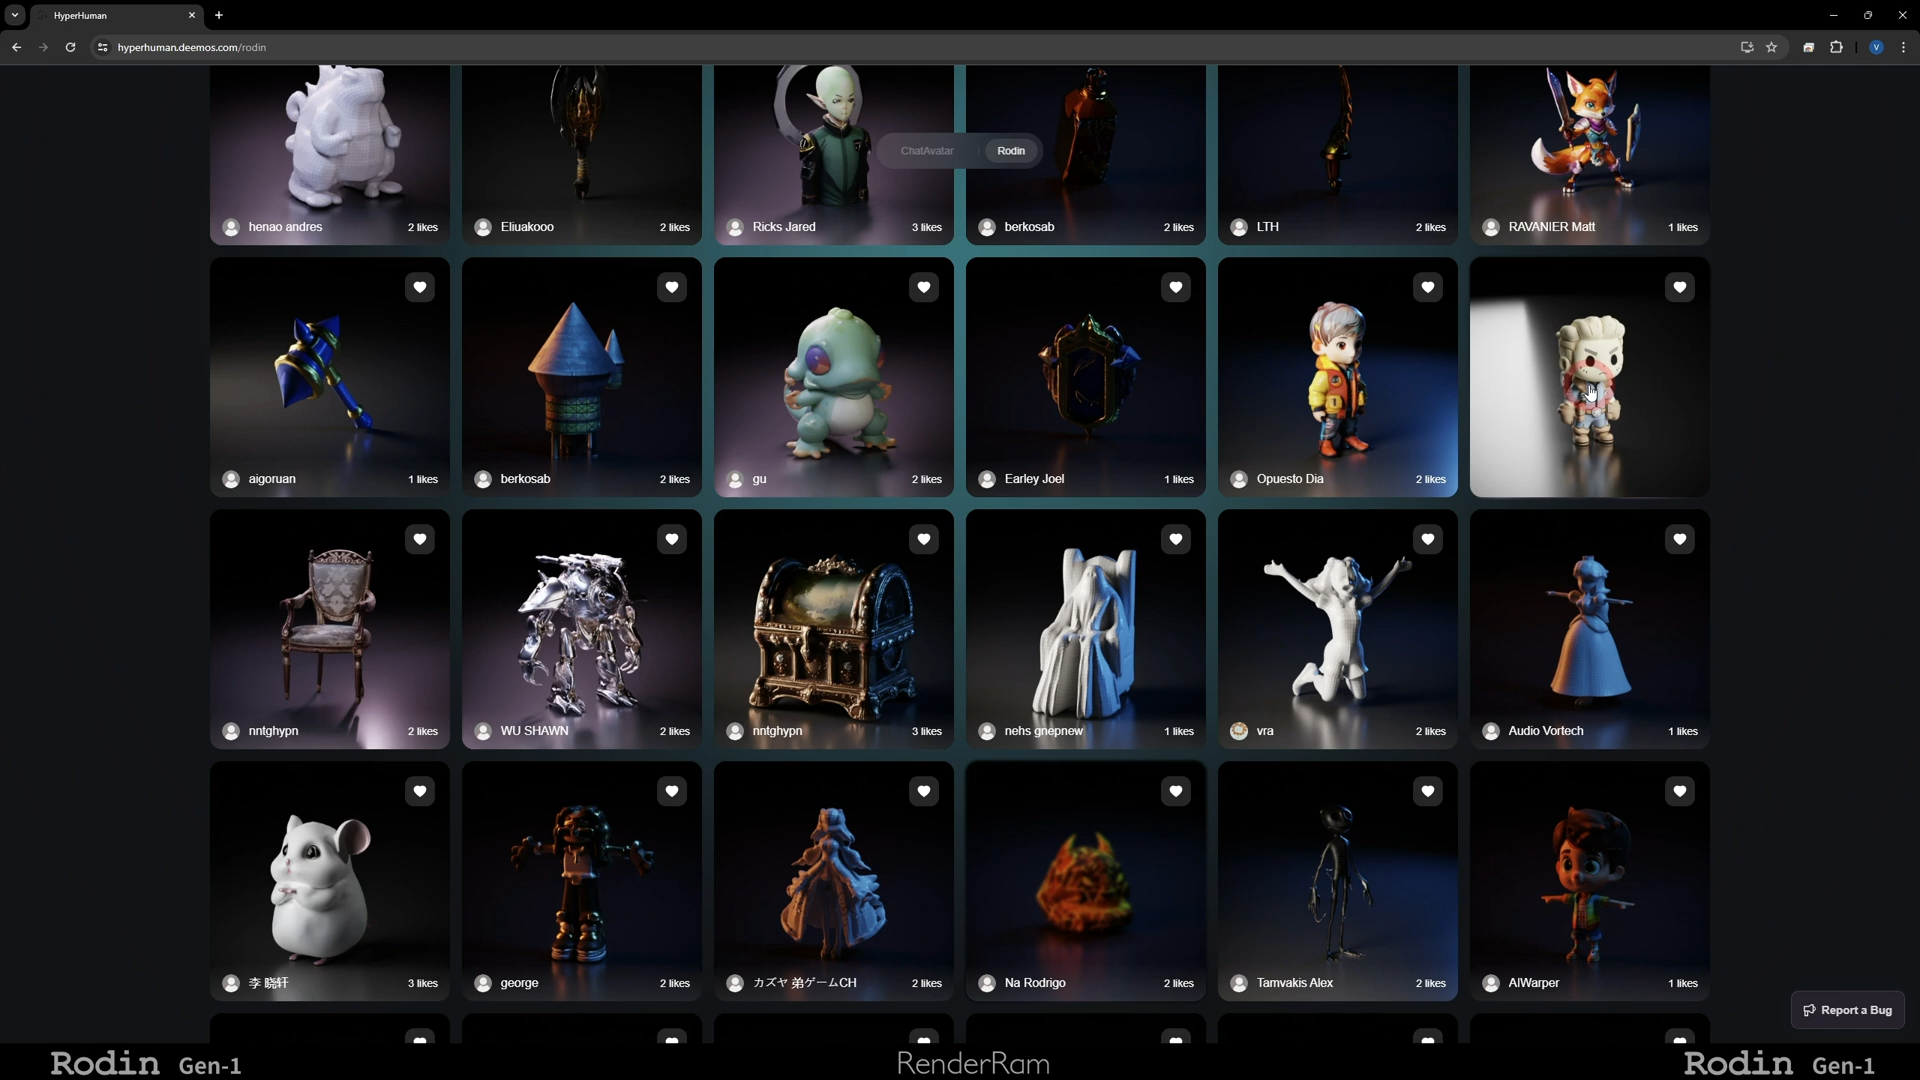 HyperHuman
hyperhuman.deemos.com/rodin
V
ChatAvatar
Rodin
henao andres 2 likes
Eliuakooo 2 likes
Ricks Jared 3 likes
berkosab 2 likes
LTH 2 likes
RAVANIER Matt 1 likes
aigoruan 1 likes
berkosab 2 likes
gu 2 likes
Earley Joel 1 likes
Opuesto Dia 2 likes
nntghypn 2 likes
WU SHAWN 2 likes
nntghypn 3 likes
nehs gnepnew 1 likes
vra 2 likes
Audio Vortech 1 likes
李 晓轩 3 likes
george 2 likes
カズヤ 弟ゲームCH 2 likes
Na Rodrigo 2 likes
Tamvakis Alex 2 likes
AIWarper 1 likes
Report a Bug
Rodin Gen-1
RenderRam
Rodin Gen-1